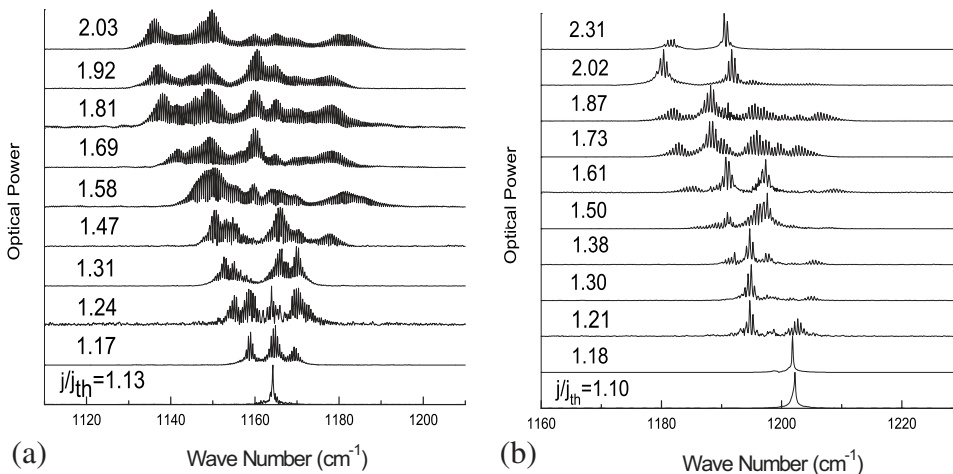 2.03
1.92
1.81
1.69
1.58
1.47
1.31
1.24
1.17
j/jth=1.13
Optical Power
1120 1140 1160 1180 1200
(a) Wave Number (cm-1)
2.31
2.02
1.87
1.73
1.61
1.50
1.38
1.30
1.21
1.18
j/jth=1.10
Optical Power
1160 1180 1200 1220
(b) Wave Number (cm-1)